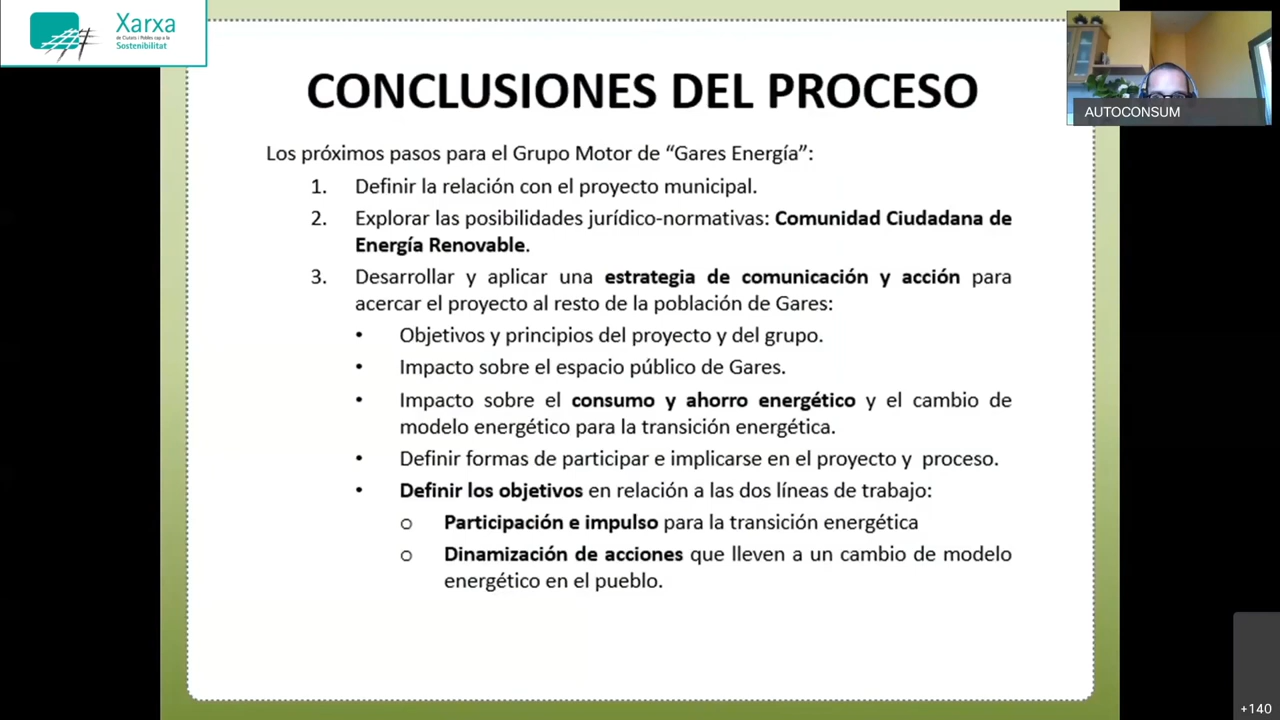 Xarxa
de Ciutats i Pobles cap a la
Sostenibilitat
AUTOCONSUM
CONCLUSIONES DEL PROCESO
Los próximos pasos para el Grupo Motor de “Gares Energía”:
1. Definir la relación con el proyecto municipal.
2. Explorar las posibilidades jurídico-normativas: Comunidad Ciudadana de
Energía Renovable.
3. Desarrollar y aplicar una estrategia de comunicación y acción para
acercar el proyecto al resto de la población de Gares:
• Objetivos y principios del proyecto y del grupo.
• Impacto sobre el espacio público de Gares.
• Impacto sobre el consumo y ahorro energético y el cambio de
modelo energético para la transición energética.
• Definir formas de participar e implicarse en el proyecto y proceso.
• Definir los objetivos en relación a las dos líneas de trabajo:
o Participación e impulso para la transición energética
o Dinamización de acciones que lleven a un cambio de modelo
energético en el pueblo.
+140